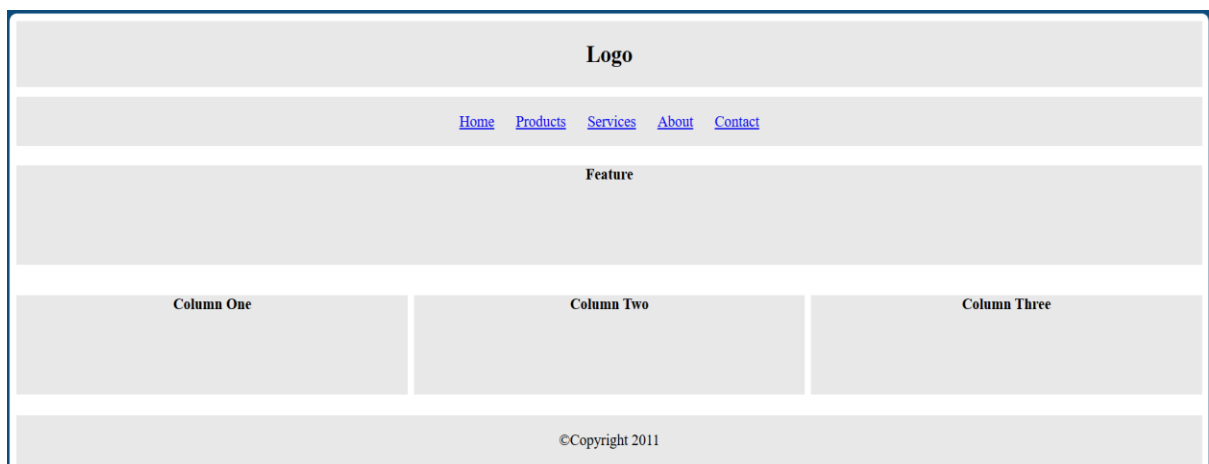 Logo
Home Products Services About Contact
Feature
Column One Column Two Column Three
©Copyright 2011